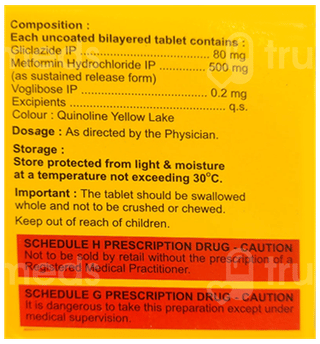 Composition :
Each uncoated bilayered tablet contains :
Gliclazide IP ................................ 80 mg
Metformin Hydrochloride IP ............ 500 mg
(as sustained release form)
Voglibose IP ................................ 0.2 mg
Excipients ................................ q.s.
Colour : Quinoline Yellow Lake
Dosage : As directed by the Physician.
Storage :
Store protected from light & moisture
at a temperature not exceeding 30°C.
Important : The tablet should be swallowed
whole and not to be crushed or chewed.
Keep out of reach of children.
SCHEDULE H PRESCRIPTION DRUG - CAUTION
Not to be sold by retail without the prescription of a
Registered Medical Practitioner.
SCHEDULE G PRESCRIPTION DRUG - CAUTION
It is dangerous to take this preparation except under
medical supervision.